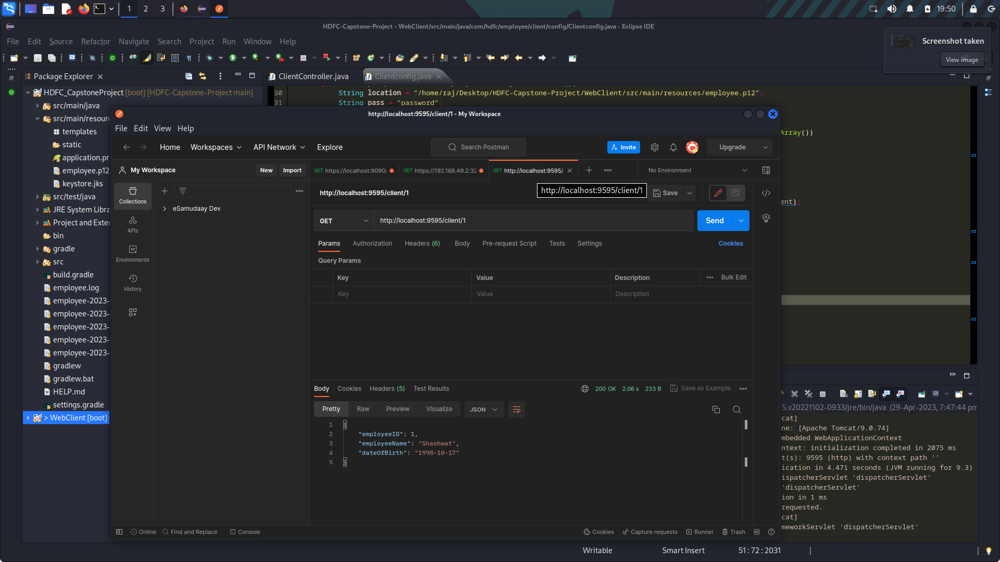 1
2
3
19:50
HDFC-Capstone-Project - WebClient/src/main/java/com/hdfc/employee/client/config/Clientconfig.java - Eclipse IDE
File Edit Source Refactor Navigate Search Project Run Window Help
Screenshot taken
View image
Package Explorer
HDFC_CapstoneProject [boot] [HDFC-Capstone-Project main]
src/main/java
src/main/resour
templates
static
application.pr
employee.p12
keystore.jks
src/test/java
JRE System Libra
Project and Exter
bin
gradle
src
build.gradle
employee.log
employee-2023-
employee-2023-
employee-2023-
employee-2023-
employee-2023-
gradlew
gradlew.bat
HELP.md
settings.gradle
> WebClient [boot]
ClientController.java
Clientconfig.java
30 String location = "/home/raj/Desktop/HDFC-Capstone-Project/WebClient/src/main/resources/employee.p12";
31 String pass = "password";
Array())
ent);
http://localhost:9595/client/1 - My Workspace
File Edit View Help
Home Workspaces API Network Explore
Search Postman
Invite
Upgrade
My Workspace
New Import
GET https://localhost:9090/
GET https://192.168.49.2:32
GET http://localhost:9595/
No Environment
Collections
APIs
Environments
History
eSamudaay Dev
http://localhost:9595/client/1
http://localhost:9595/client/1
Save
GET
http://localhost:9595/client/1
Send
Params Authorization Headers (6) Body Pre-request Script Tests Settings Cookies
Query Params
Key Value Description Bulk Edit
Key Value Description
Body Cookies Headers (5) Test Results
200 OK 2.06 s 233 B Save as Example
Pretty Raw Preview Visualize JSON
1 {
2 "employeeID": 1,
3 "employeeName": "Shashwat",
4 "dateOfBirth": "1998-10-17"
5 }
Online Find and Replace Console
Cookies Capture requests Runner Trash
5.v20221102-0933/jre/bin/java (29-Apr-2023, 7:47:44 pm
cat]
ne: [Apache Tomcat/9.0.74]
mbedded WebApplicationContext
ntext: initialization completed in 2075 ms
t(s): 9595 (http) with context path ''
ication in 4.471 seconds (JVM running for 9.3)
ispatcherServlet 'dispatcherServlet'
'dispatcherServlet'
ion in 1 ms
requested.
cat]
meworkServlet 'dispatcherServlet'
Writable
Smart Insert
51 : 72 : 2031